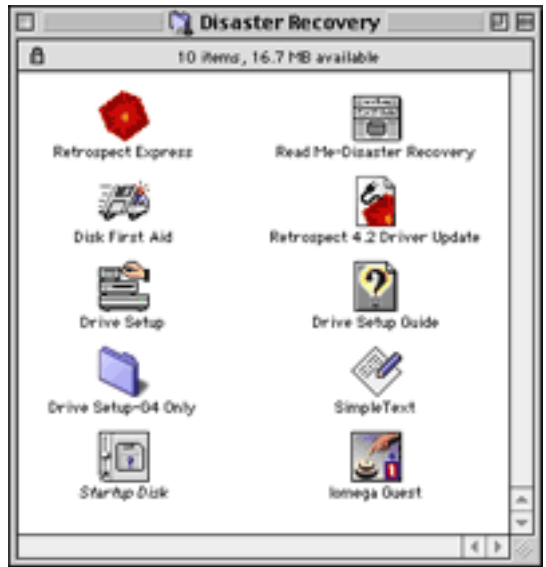 Disaster Recovery
10 items, 16.7 MB available
Retrospect Express
Read Me-Disaster Recovery
Disk First Aid
Retrospect 4.2 Driver Update
Drive Setup
Drive Setup Guide
Drive Setup-G4 Only
SimpleText
Startup Disk
Iomega Guest